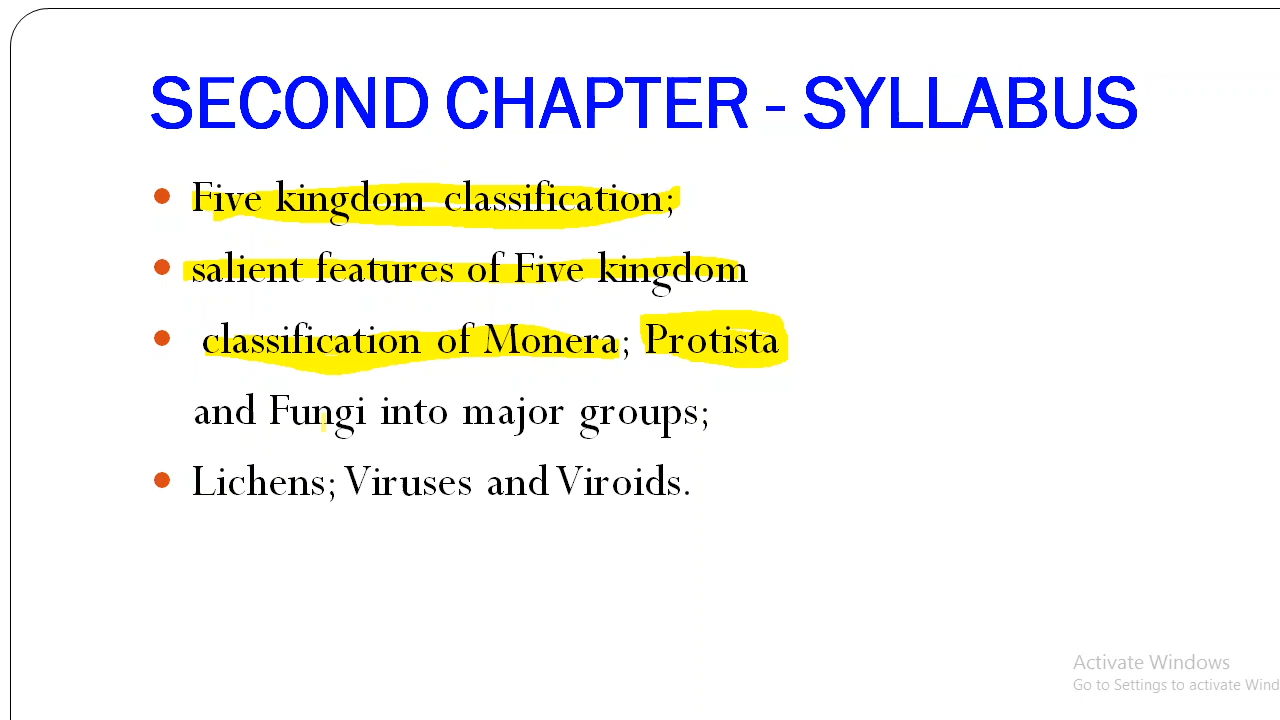 SECOND CHAPTER - SYLLABUS
Five kingdom classification;
salient features of Five kingdom
classification of Monera; Protista
and Fungi into major groups;
Lichens; Viruses and Viroids.
Activate Windows
Go to Settings to activate Wind